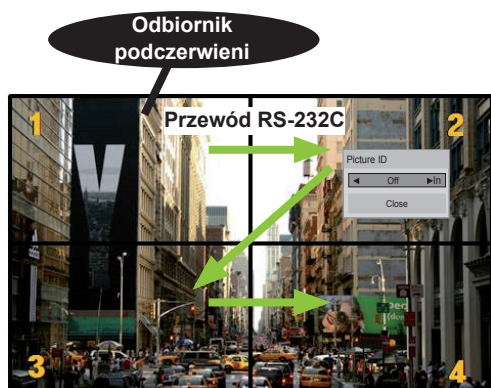 Odbiornik
podczerwieni
Przewód RS-232C
1
2
Picture ID
◄ Off ►In
Close
3
4